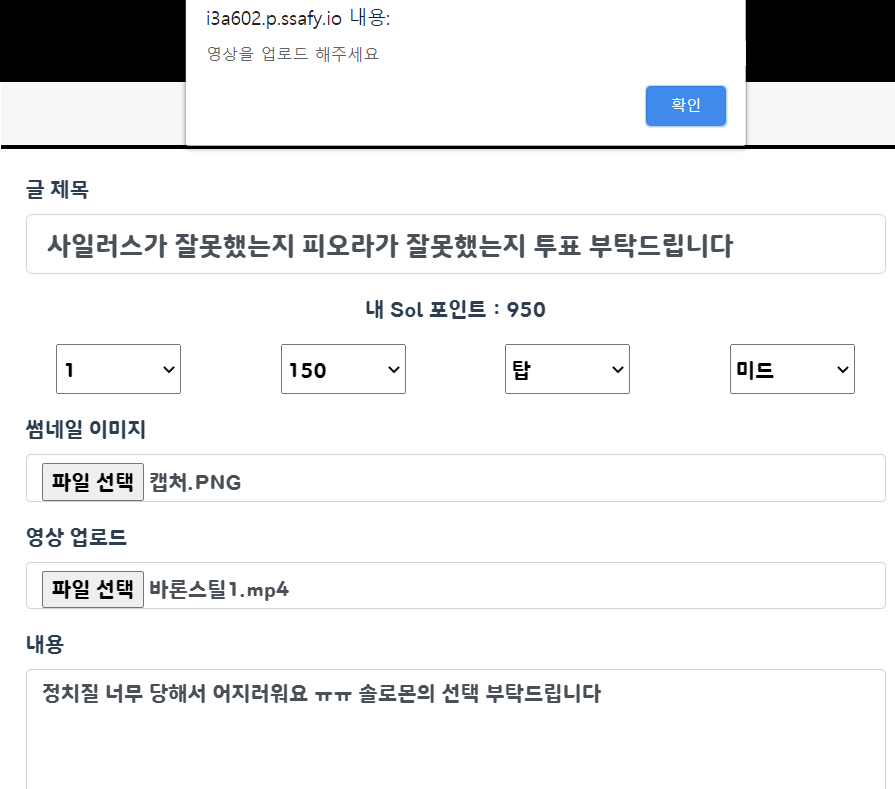 i3a602.p.ssafy.io 내용:
영상을 업로드 해주세요
확인
글 제목
사일러스가 잘못했는지 피오라가 잘못했는지 투표 부탁드립니다
내 Sol 포인트 : 950
1 150 탑 미드
썸네일 이미지
파일 선택 캡처.PNG
영상 업로드
파일 선택 바론스틸1.mp4
내용
정치질 너무 당해서 어지러워요 ㅠㅠ 솔로몬의 선택 부탁드립니다